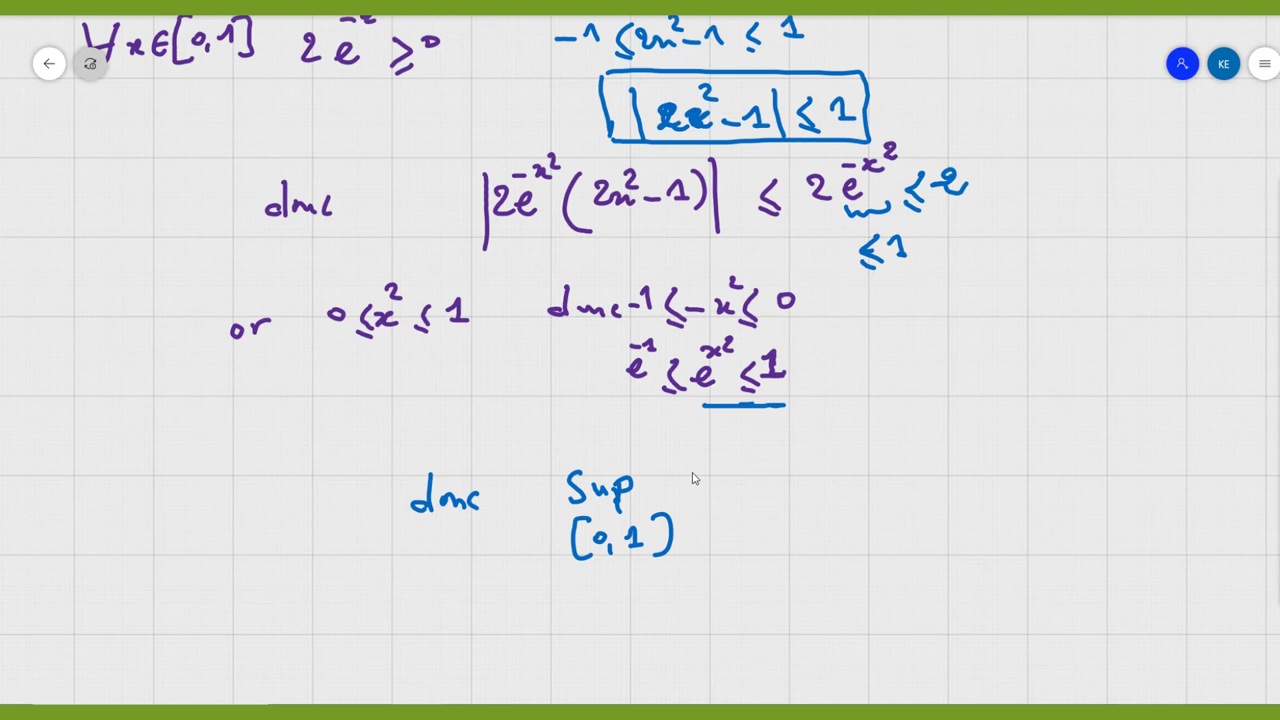 ∀x∈[0,1] 2e^{-x²} ≥ 0
-1 ≤ 2x²-1 ≤ 1
KE
|2x²-1| ≤ 1
donc |2e^{-x²}(2x²-1)| ≤ 2e^{-x²} ≤ 2
≤ 1
or 0 ≤ x² ≤ 1 donc -1 ≤ -x² ≤ 0
e^{-1} ≤ e^{x²} ≤ 1
donc Sup
[0,1]